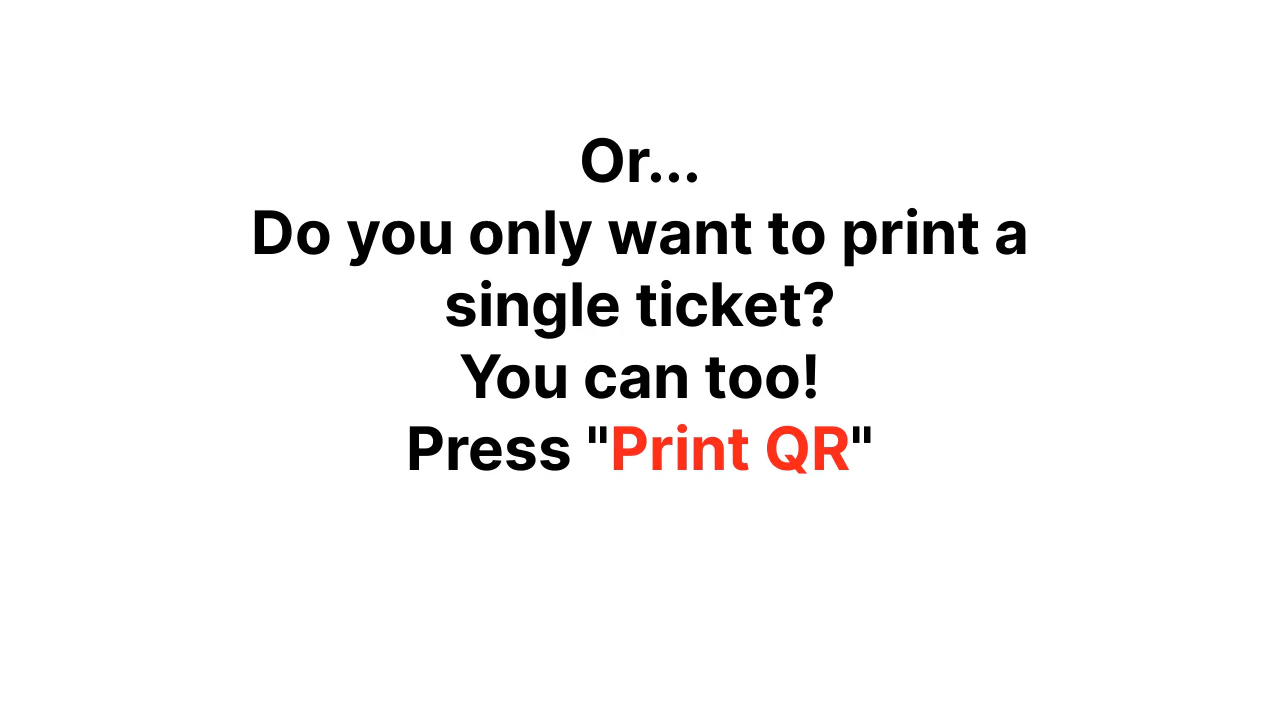 Or...
Do you only want to print a
single ticket?
You can too!
Press "Print QR"